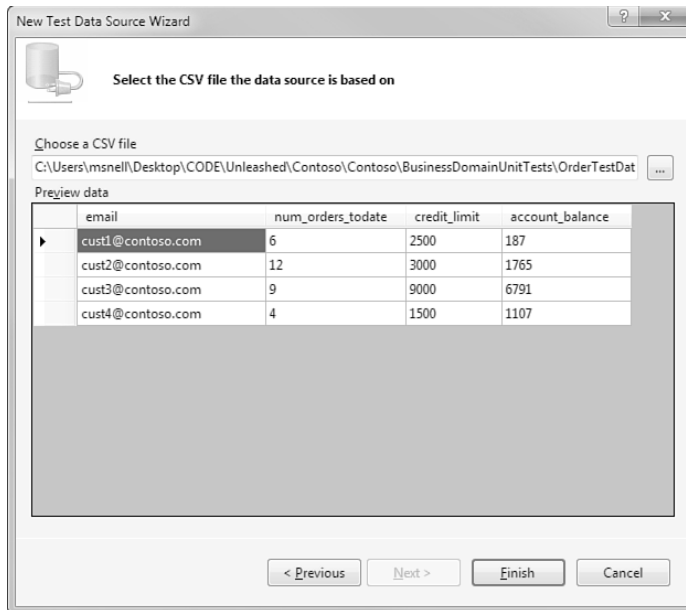 New Test Data Source Wizard
Select the CSV file the data source is based on
Choose a CSV file
C:\Users\msnell\Desktop\CODE\Unleashed\Contoso\Contoso\BusinessDomainUnitTests\OrderTestDat ...
Preview data
email num_orders_todate credit_limit account_balance
cust1@contoso.com 6 2500 187
cust2@contoso.com 12 3000 1765
cust3@contoso.com 9 9000 6791
cust4@contoso.com 4 1500 1107
< Previous Next > Finish Cancel